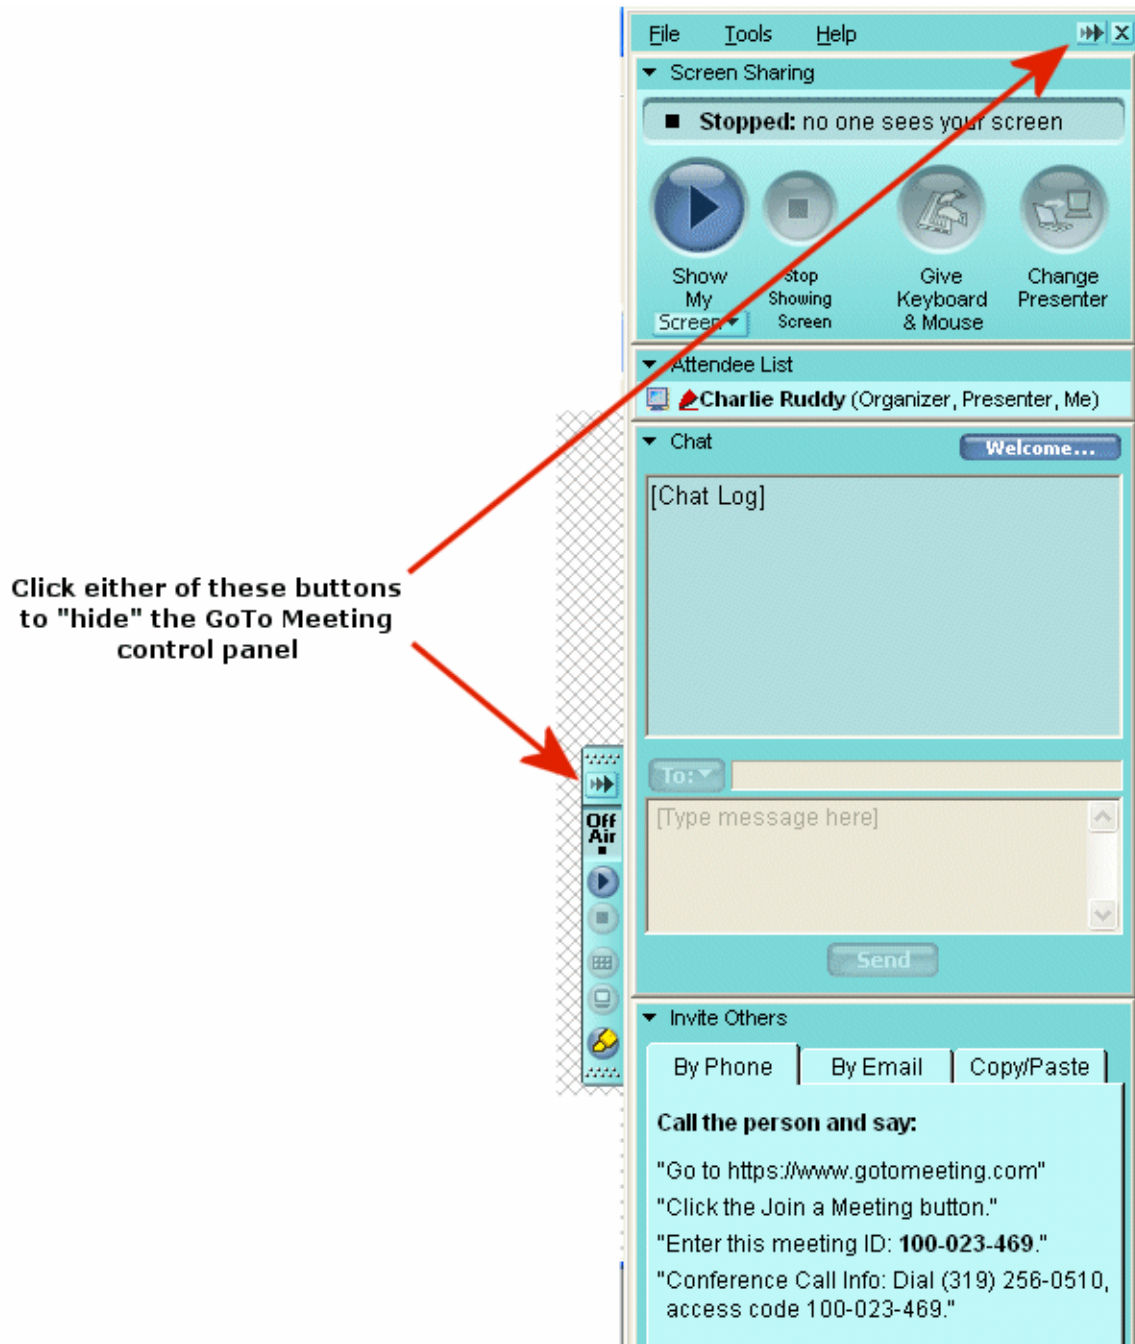 File Tools Help
Screen Sharing
Stopped: no one sees your screen
Show
My
Screen
Stop
Showing
Screen
Give
Keyboard
& Mouse
Change
Presenter
Attendee List
Charlie Ruddy (Organizer, Presenter, Me)
Chat
Welcome...
[Chat Log]
Click either of these buttons
to "hide" the GoTo Meeting
control panel
To:
[Type message here]
Off
Air
Send
Invite Others
By Phone By Email Copy/Paste
Call the person and say:
"Go to https://www.gotomeeting.com"
"Click the Join a Meeting button."
"Enter this meeting ID: 100-023-469."
"Conference Call Info: Dial (319) 256-0510,
access code 100-023-469."